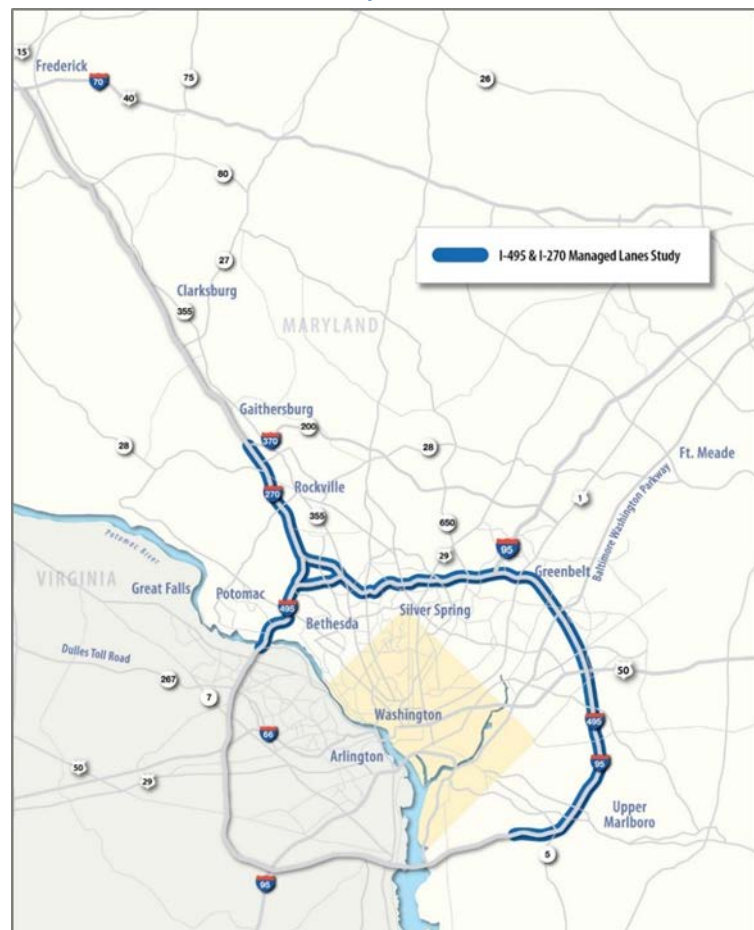 15
Frederick
70
75
26
40
80
27
I-495 & I-270 Managed Lanes Study
Clarksburg
355
MARYLAND
Gaithersburg
370
200
28
28
Ft. Meade
270
Rockville
1
355
650
Baltimore Washington Parkway
29
95
Potomac River
VIRGINIA
Great Falls
Potomac
Greenbelt
495
Silver Spring
Bethesda
Dulles Toll Road
267
50
7
Washington
495
66
Arlington
50
29
95
Upper
Marlboro
5
95